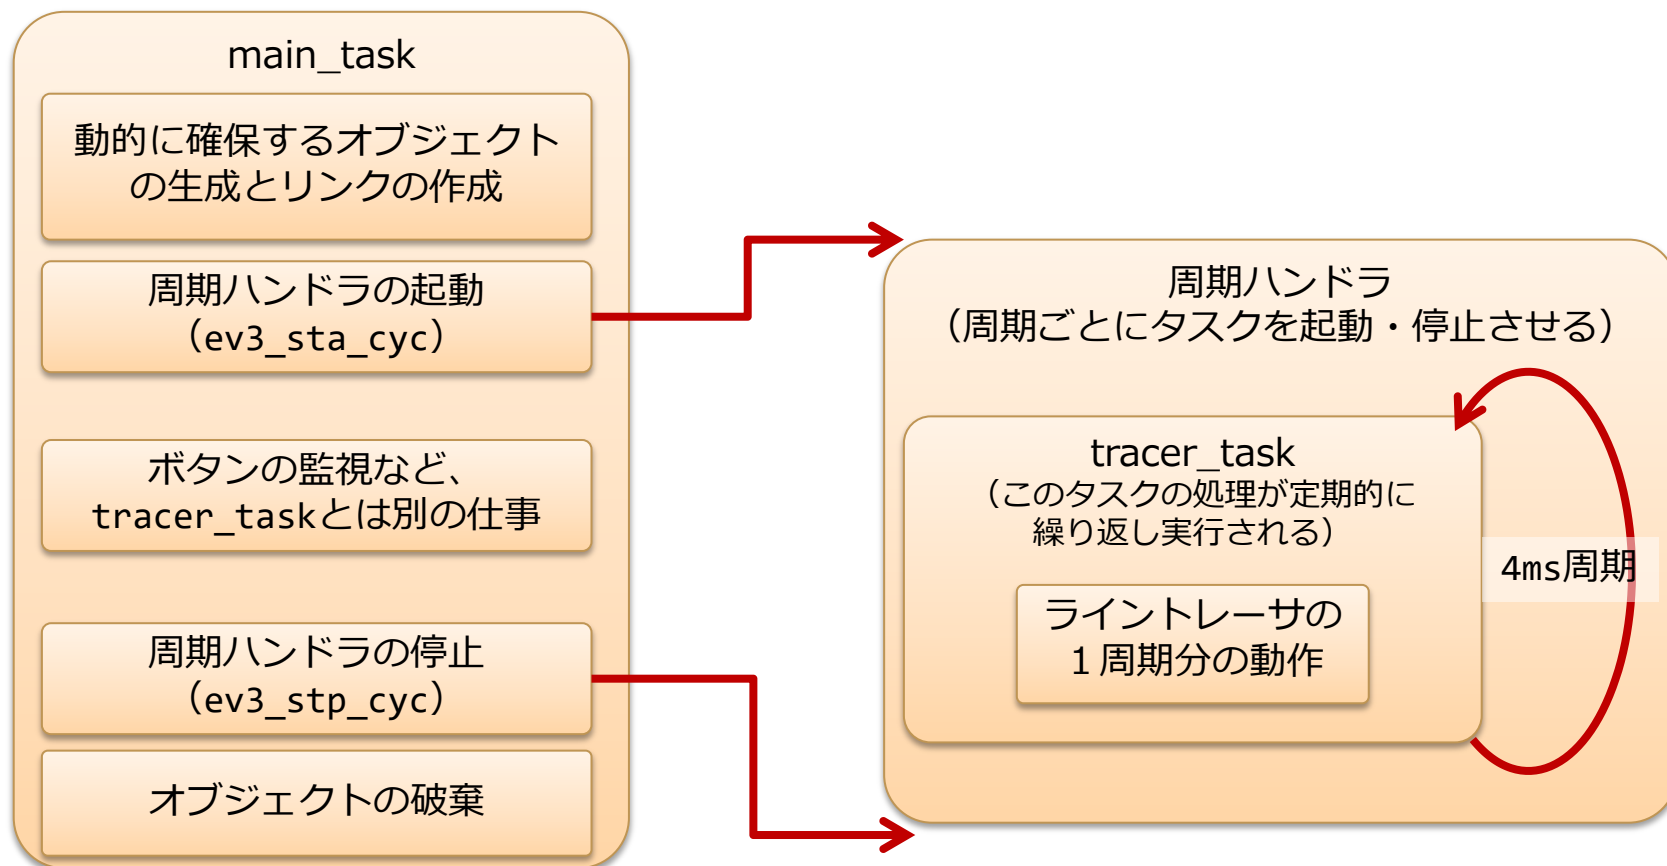 main_task
動的に確保するオブジェクト
の生成とリンクの作成
周期ハンドラの起動
（ev3_sta_cyc）
ボタンの監視など、
tracer_taskとは別の仕事
周期ハンドラの停止
（ev3_stp_cyc）
オブジェクトの破棄
周期ハンドラ
（周期ごとにタスクを起動・停止させる）
tracer_task
（このタスクの処理が定期的に
繰り返し実行される）
ライントレーサの
１周期分の動作
4ms周期